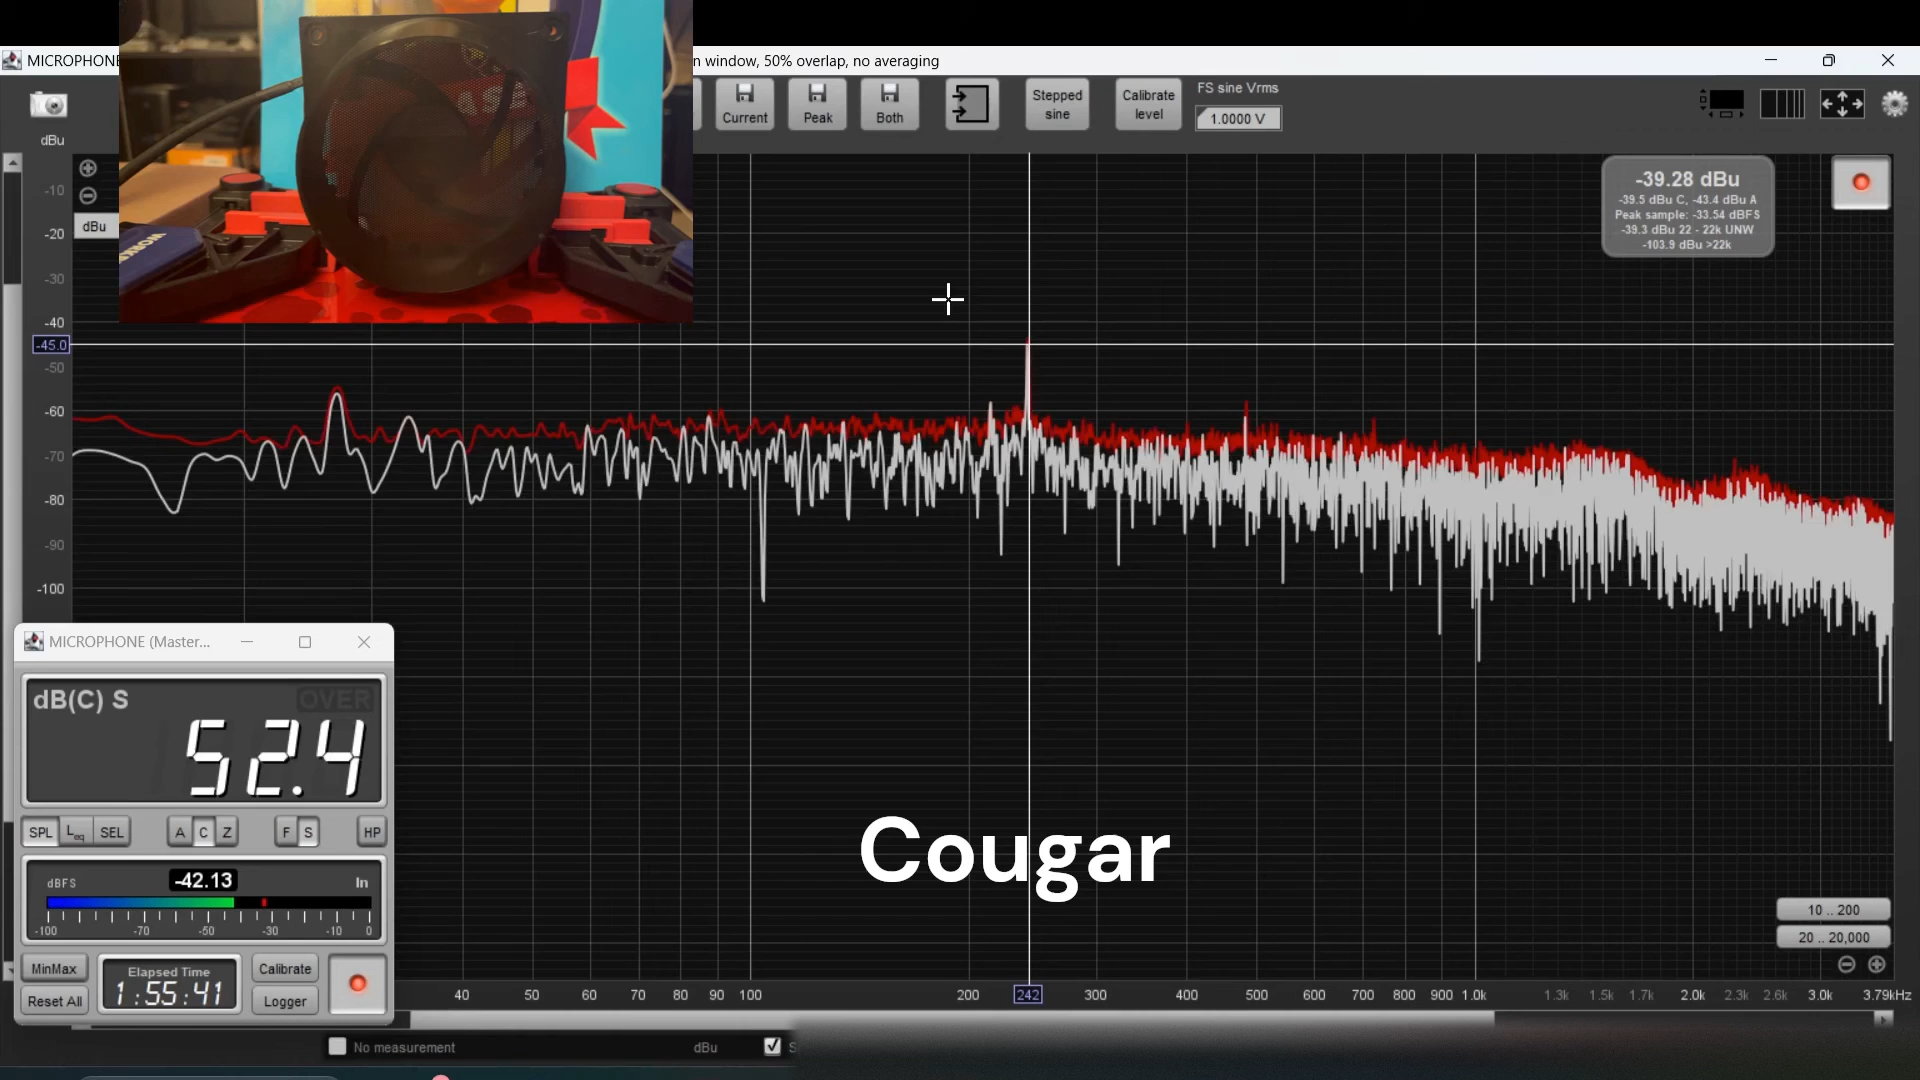 MICROPHONE
n window, 50% overlap, no averaging
Current
Peak
Both
Stepped
sine
Calibrate
level
FS sine Vrms
1.0000 V
dBu
-10
dBu
-20
-30
-40
-45.0
-50
-60
-70
-80
-90
-100
-39.28 dBu
-39.5 dBu C, -43.4 dBu A
Peak sample: -33.54 dBFS
-39.3 dBu 22 - 22k UNW
-103.9 dBu >22k
MICROPHONE (Master...
dB(C) S
OVER
52.4
SPL Leq SEL A C Z F S HP
dBFS -42.13 In
-100 -70 -50 -30 -10 0
MinMax
Reset All
Elapsed Time
1:55:41
Calibrate
Logger
Cougar
10 .. 200
20 .. 20,000
40 50 60 70 80 90 100 200 242 300 400 500 600 700 800 900 1.0k 1.3k 1.5k 1.7k 2.0k 2.3k 2.6k 3.0k 3.79kHz
No measurement dBu S